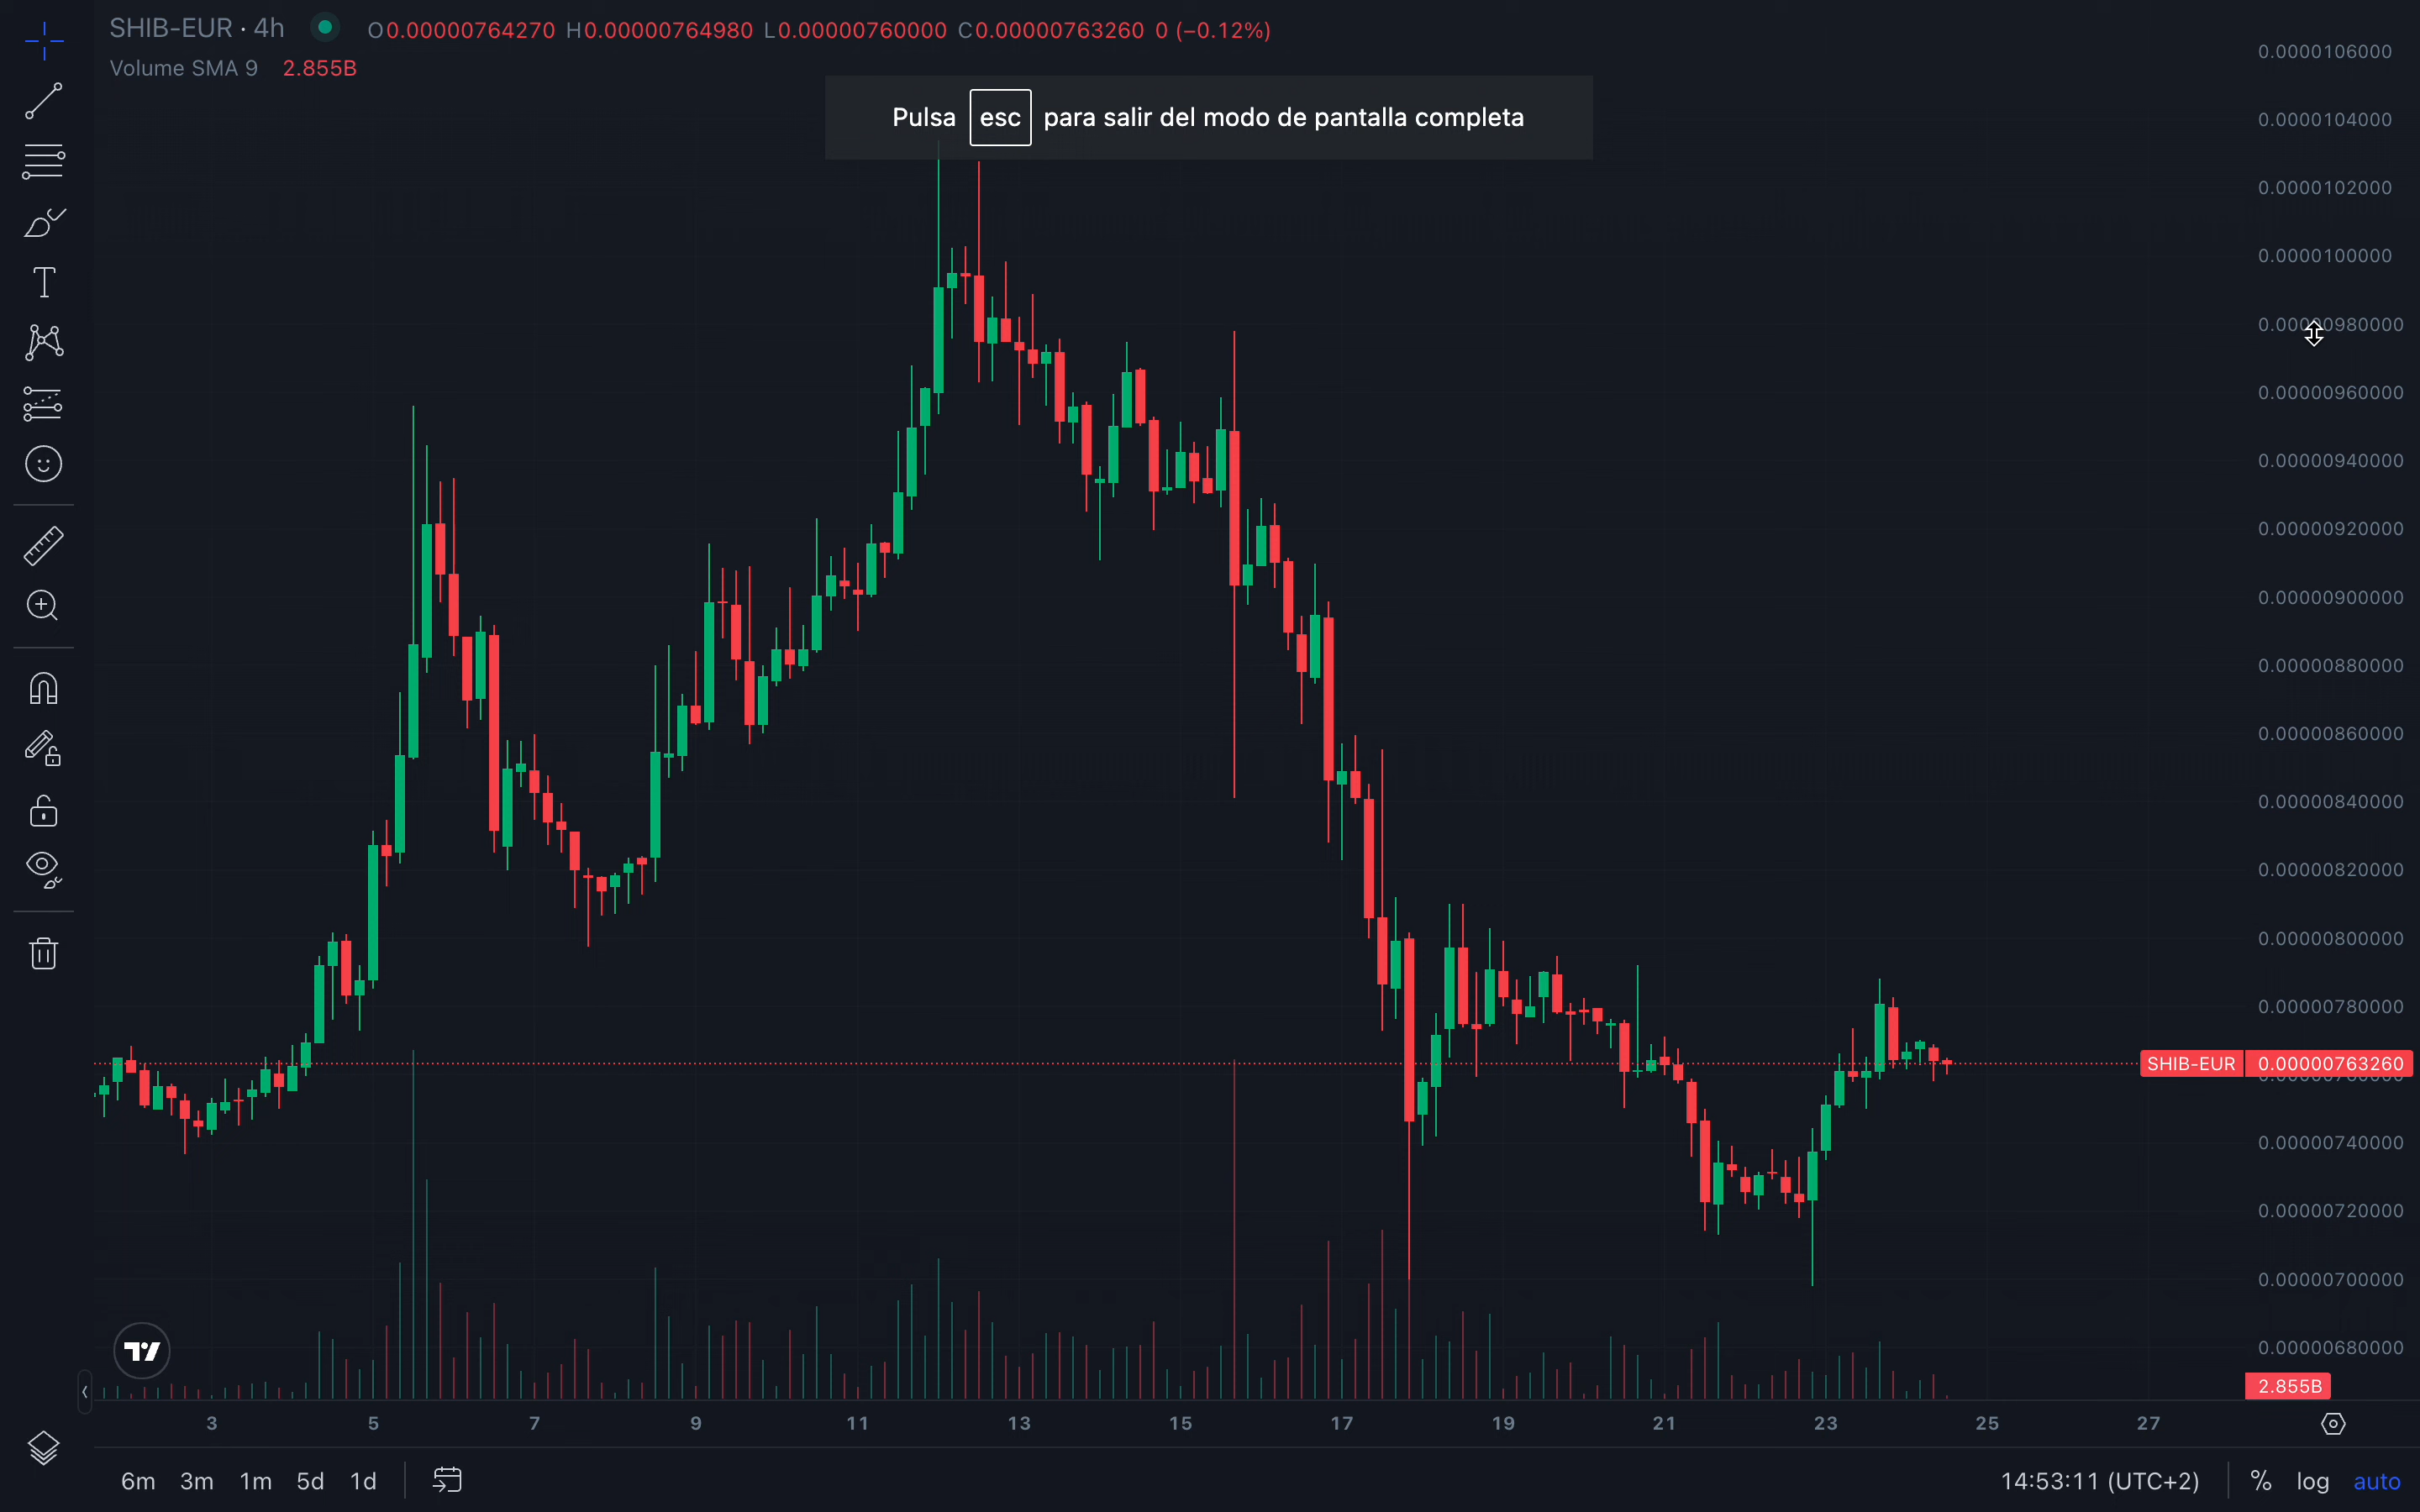 SHIB-EUR · 4h O0.00000764270 H0.00000764980 L0.00000760000 C0.00000763260 0 (−0.12%)
Volume SMA 9 2.855B
Pulsa esc para salir del modo de pantalla completa
0.0000106000
0.0000104000
0.0000102000
0.0000100000
0.00000980000
0.00000960000
0.00000940000
0.00000920000
0.00000900000
0.00000880000
0.00000860000
0.00000840000
0.00000820000
0.00000800000
0.00000780000
SHIB-EUR 0.00000763260
0.00000740000
0.00000720000
0.00000700000
0.00000680000
2.855B
3 5 7 9 11 13 15 17 19 21 23 25 27
6m 3m 1m 5d 1d 14:53:11 (UTC+2) % log auto